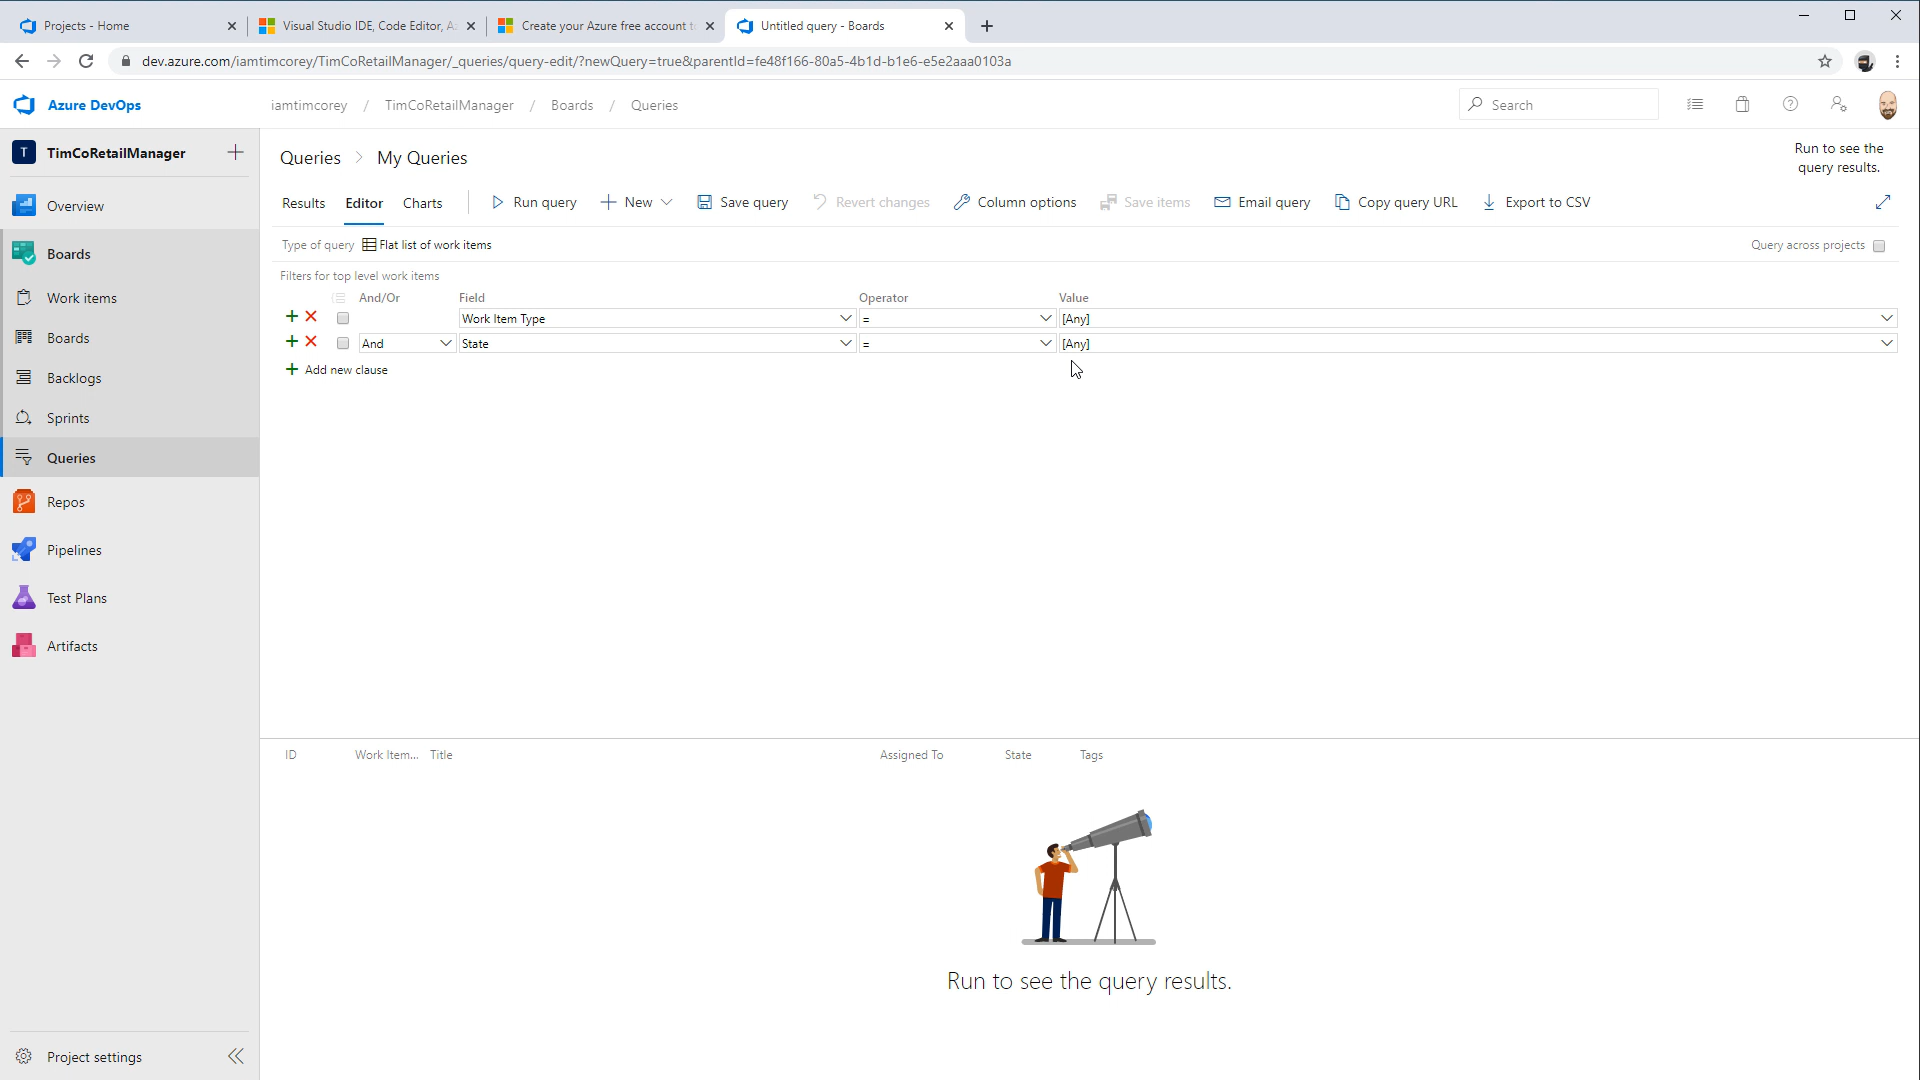 Projects - Home
Visual Studio IDE, Code Editor, Az
Create your Azure free account t
Untitled query - Boards
dev.azure.com/iamtimcorey/TimCoRetailManager/_queries/query-edit/?newQuery=true&parentId=fe48f166-80a5-4b1d-b1e6-e5e2aaa0103a
Azure DevOps
iamtimcorey / TimCoRetailManager / Boards / Queries
Search
T TimCoRetailManager
Overview
Boards
Work items
Boards
Backlogs
Sprints
Queries
Repos
Pipelines
Test Plans
Artifacts
Project settings
Queries > My Queries
Run to see the
query results.
Results Editor Charts Run query New Save query Revert changes Column options Save items Email query Copy query URL Export to CSV
Type of query Flat list of work items
Query across projects
Filters for top level work items
And/Or Field Operator Value
Work Item Type = [Any]
And State = [Any]
+ Add new clause
ID Work Item... Title Assigned To State Tags
Run to see the query results.